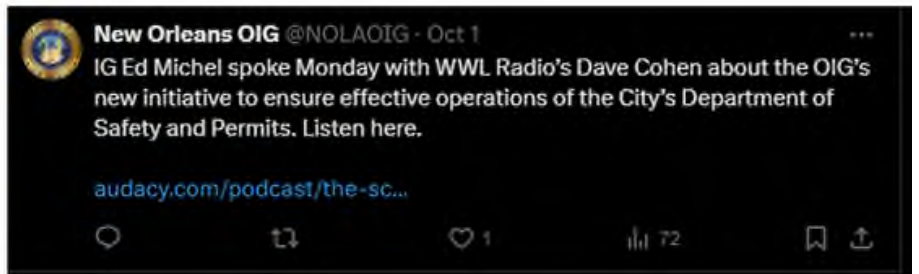 New Orleans OIG @NOLAOIG · Oct 1
IG Ed Michel spoke Monday with WWL Radio's Dave Cohen about the OIG's
new initiative to ensure effective operations of the City's Department of
Safety and Permits. Listen here.
audacy.com/podcast/the-sc...
1 72